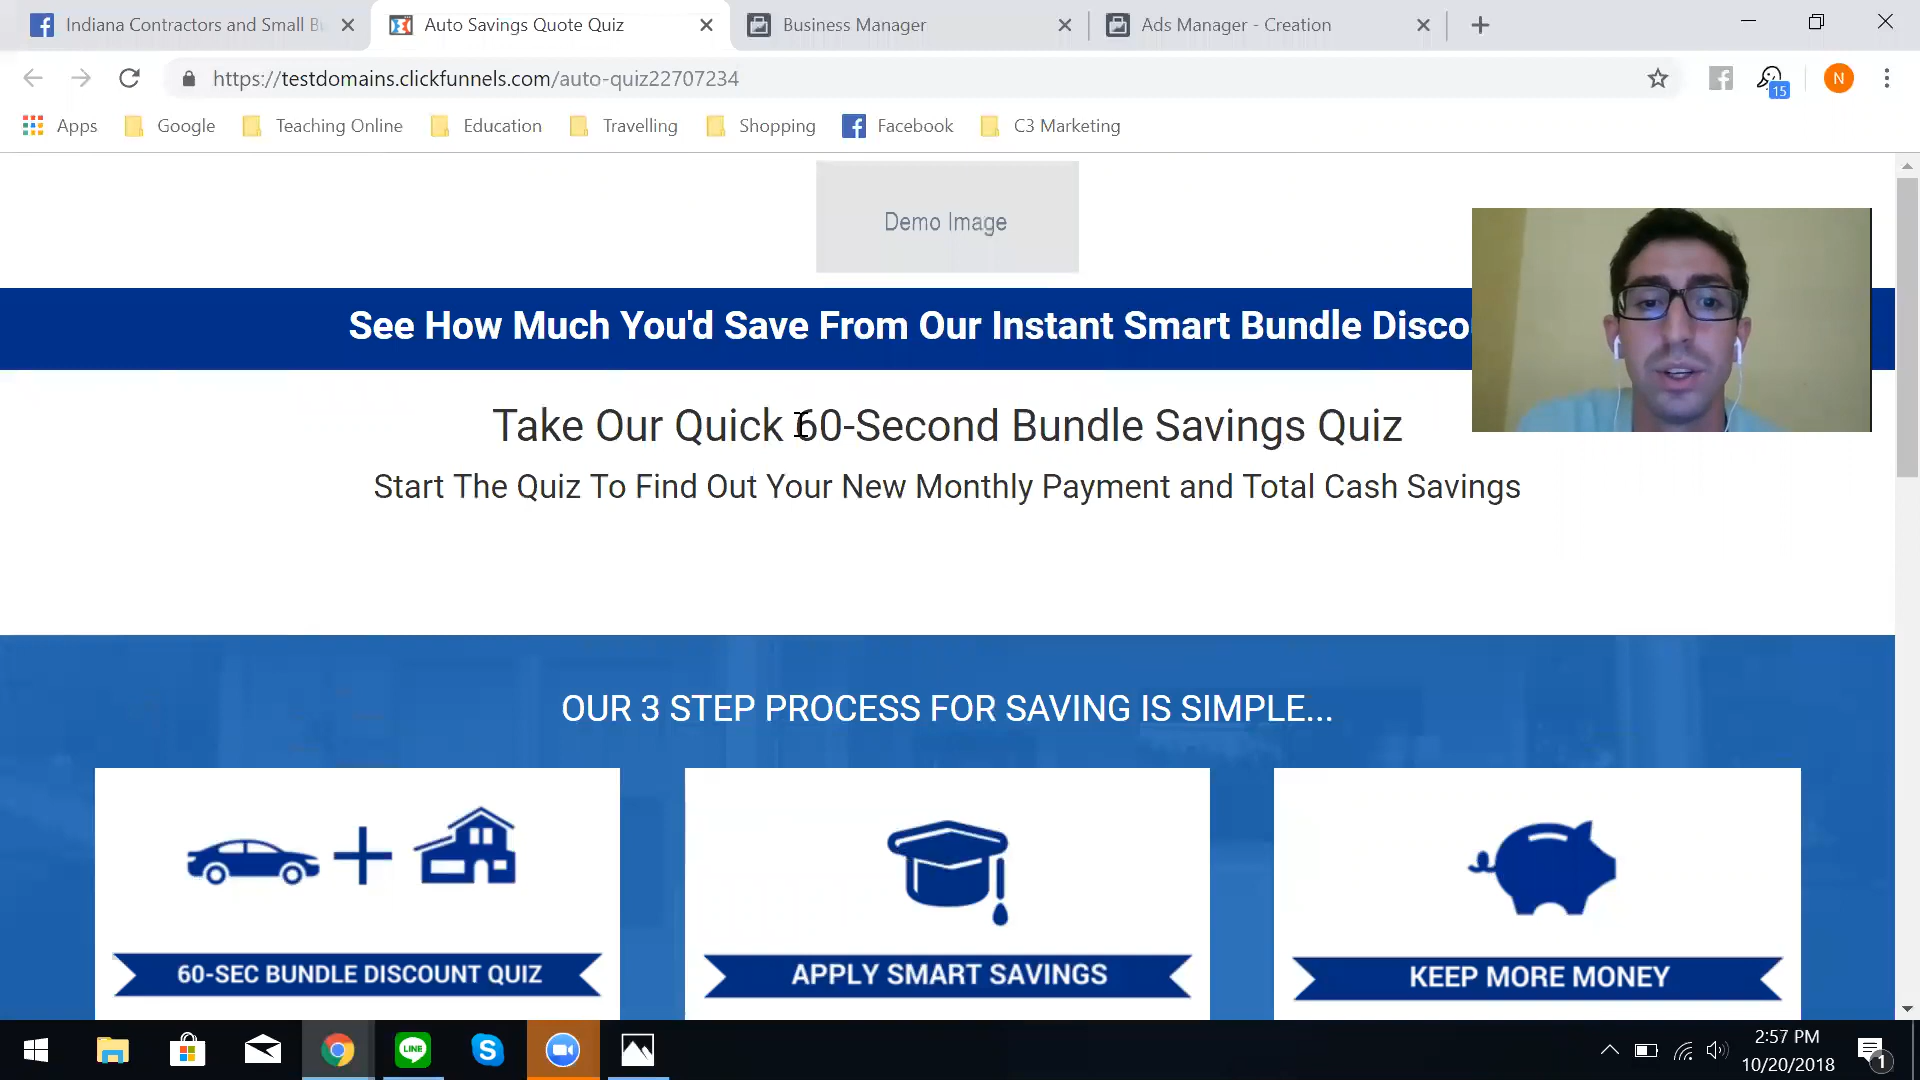 Indiana Contractors and Small B
Auto Savings Quote Quiz
Business Manager
Ads Manager - Creation
https://testdomains.clickfunnels.com/auto-quiz22707234
15
N
Apps
Google
Teaching Online
Education
Travelling
Shopping
Facebook
C3 Marketing
Demo Image
See How Much You'd Save From Our Instant Smart Bundle Disco
Take Our Quick 60-Second Bundle Savings Quiz
Start The Quiz To Find Out Your New Monthly Payment and Total Cash Savings
OUR 3 STEP PROCESS FOR SAVING IS SIMPLE...
60-SEC BUNDLE DISCOUNT QUIZ
APPLY SMART SAVINGS
KEEP MORE MONEY
LINE
2:57 PM
10/20/2018
1